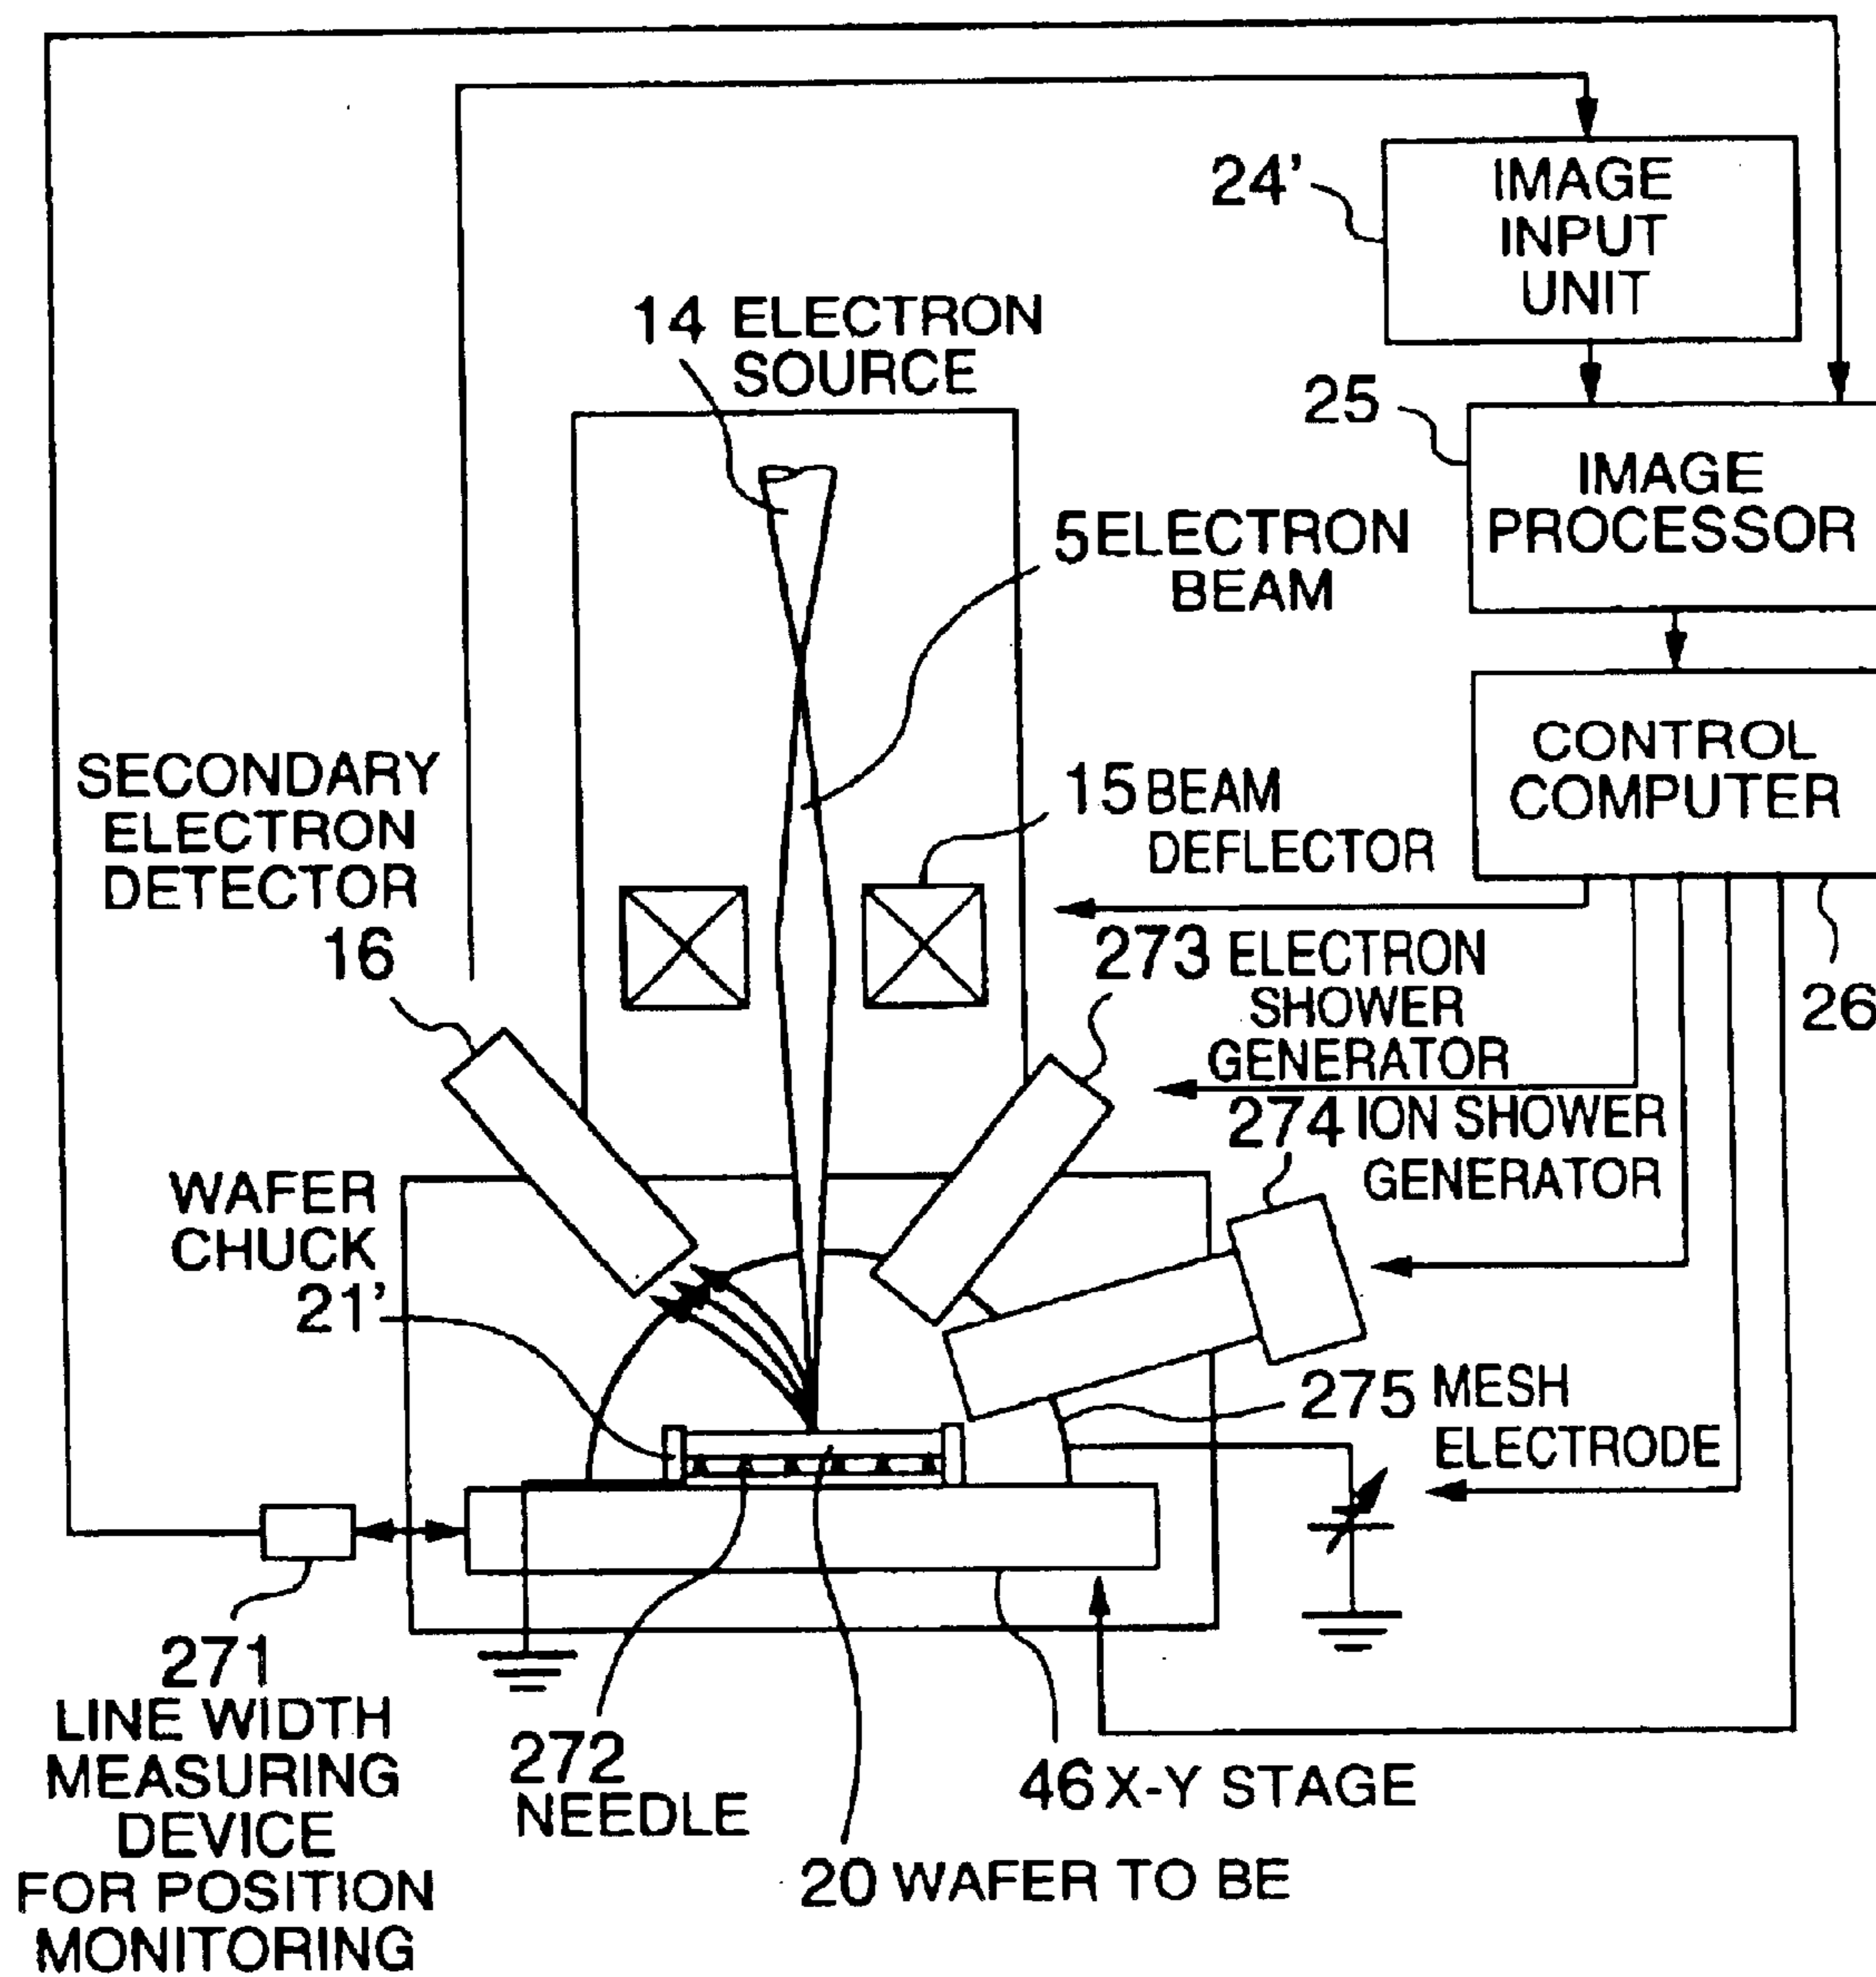 24' IMAGE
INPUT
UNIT
14 ELECTRON
SOURCE
25
IMAGE
PROCESSOR
5 ELECTRON
BEAM
CONTROL
COMPUTER
26
SECONDARY
ELECTRON
DETECTOR
16
15 BEAM
DEFLECTOR
273 ELECTRON
SHOWER
GENERATOR
274 ION SHOWER
GENERATOR
WAFER
CHUCK
21'
275 MESH
ELECTRODE
271
LINE WIDTH
MEASURING
DEVICE
FOR POSITION
MONITORING
272
NEEDLE
46 X-Y STAGE
20 WAFER TO BE